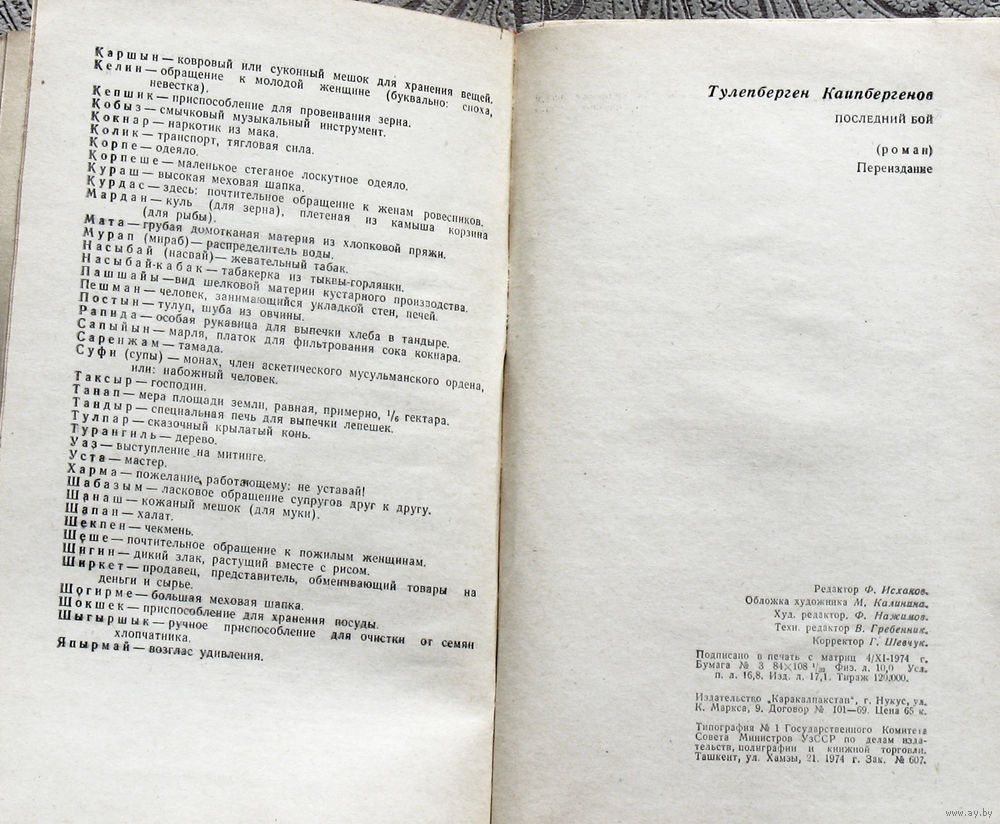 Каршын — ковровый или суконный мешок для хранения вещей.
Келин — обращение к молодой женщине (буквально: сноха,
невестка).
Кепшик — приспособление для провеивания зерна.
Кобыз — смычковый музыкальный инструмент.
Кокнар — наркотик из мака.
Колик — транспорт, тягловая сила.
Корпе — одеяло.
Корпеше — маленькое стеганое лоскутное одеяло.
Кураш — высокая меховая шапка.
Курдас — здесь: почтительное обращение к женам ровесников.
Мардан — куль (для зерна), плетеная из камыша корзина
(для рыбы).
Мата — грубая домотканая материя из хлопковой пряжи.
Мурап (мираб) — распределитель воды.
Насыбай (насвай) — жевательный табак.
Насыбай-кабак — табакерка из тыквы-горлянки.
Пашшайы — вид шелковой материи кустарного производства.
Пешман — человек, занимающийся укладкой стен, печей.
Постын — тулуп, шуба из овчины.
Рапида — особая рукавица для выпечки хлеба в тандыре.
Сапыйын — марля, платок для фильтрования сока кокнара.
Саренжам — тамада.
Суфи (супы) — монах, член аскетического мусульманского ордена,
или: набожный человек.
Таксыр — господин.
Танап — мера площади земли, равная, примерно, 1/6 гектара.
Тандыр — специальная печь для выпечки лепешек.
Тулпар — сказочный крылатый конь.
Турангиль — дерево.
Уаз — выступление на митинге.
Уста — мастер.
Харма — пожелание, работающему: не уставай!
Шабазым — ласковое обращение супругов друг к другу.
Шанаш — кожаный мешок (для муки).
Шапан — халат.
Шекпен — чекмень.
Шеше — почтительное обращение к пожилым женщинам.
Шигин — дикий злак, растущий вместе с рисом.
Ширкет — продавец, представитель, обменивающий товары на
деньги и сырье.
Шогирме — большая меховая шапка.
Шокшек — приспособление для хранения посуды.
Шыгыршык — ручное приспособление для очистки от семян
хлопчатника.
Япырмай — возглас удивления.
Тулепберген Каипбергенов
ПОСЛЕДНИЙ БОЙ
(роман)
Переиздание
Редактор Ф. Исхаков.
Обложка художника М. Калинина.
Худ. редактор. Ф. Нажимов.
Техн. редактор В. Гребенник.
Корректор Г. Шевчук.
Подписано в печать с матриц 4/XI-1974 г.
Бумага № 3 84×108 1/32 Физ. л. 10,0 Усл.
п. л. 16,8. Изд. л. 17,1. Тираж 120,000.
Издательство „Каракалпакстан“, г. Нукус, ул.
К. Маркса, 9. Договор № 101—69. Цена 65 к.
Типография № 1 Государственного Комитета
Совета Министров УзССР по делам изда-
тельств, полиграфии и книжной торговли.
Ташкент, ул. Хамзы, 21. 1974 г. Зак. № 607.
www.ay.by